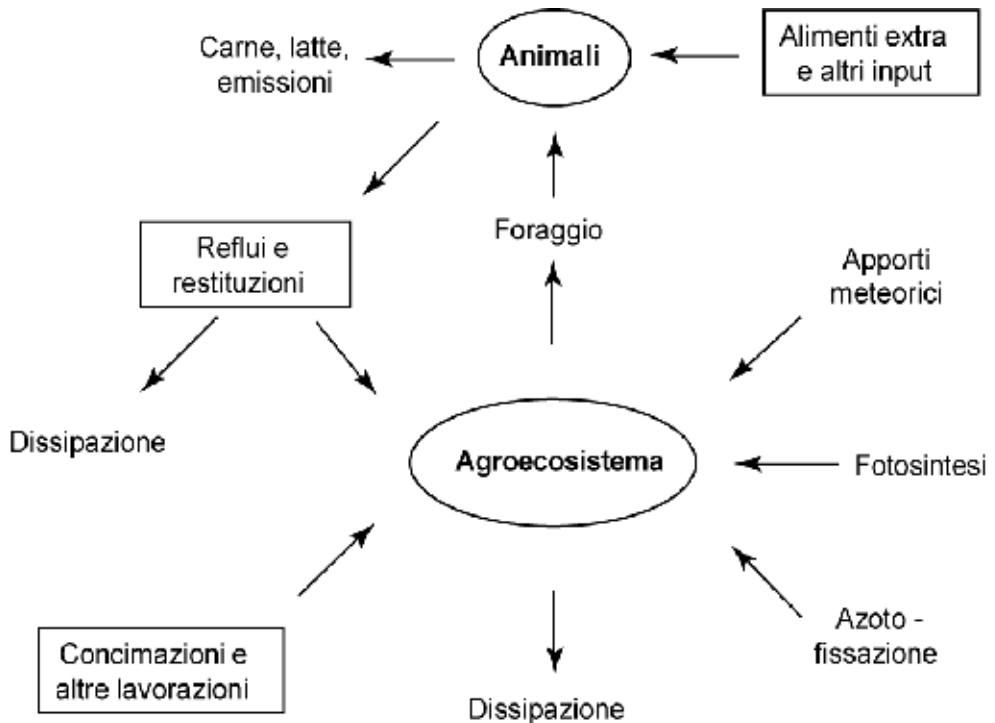 Carne, latte,
emissioni
Animali
Alimenti extra
e altri input
Reflui e
restituzioni
Foraggio
Apporti
meteorici
Dissipazione
Agroecosistema
Fotosintesi
Concimazioni e
altre lavorazioni
Azoto -
fissazione
Dissipazione